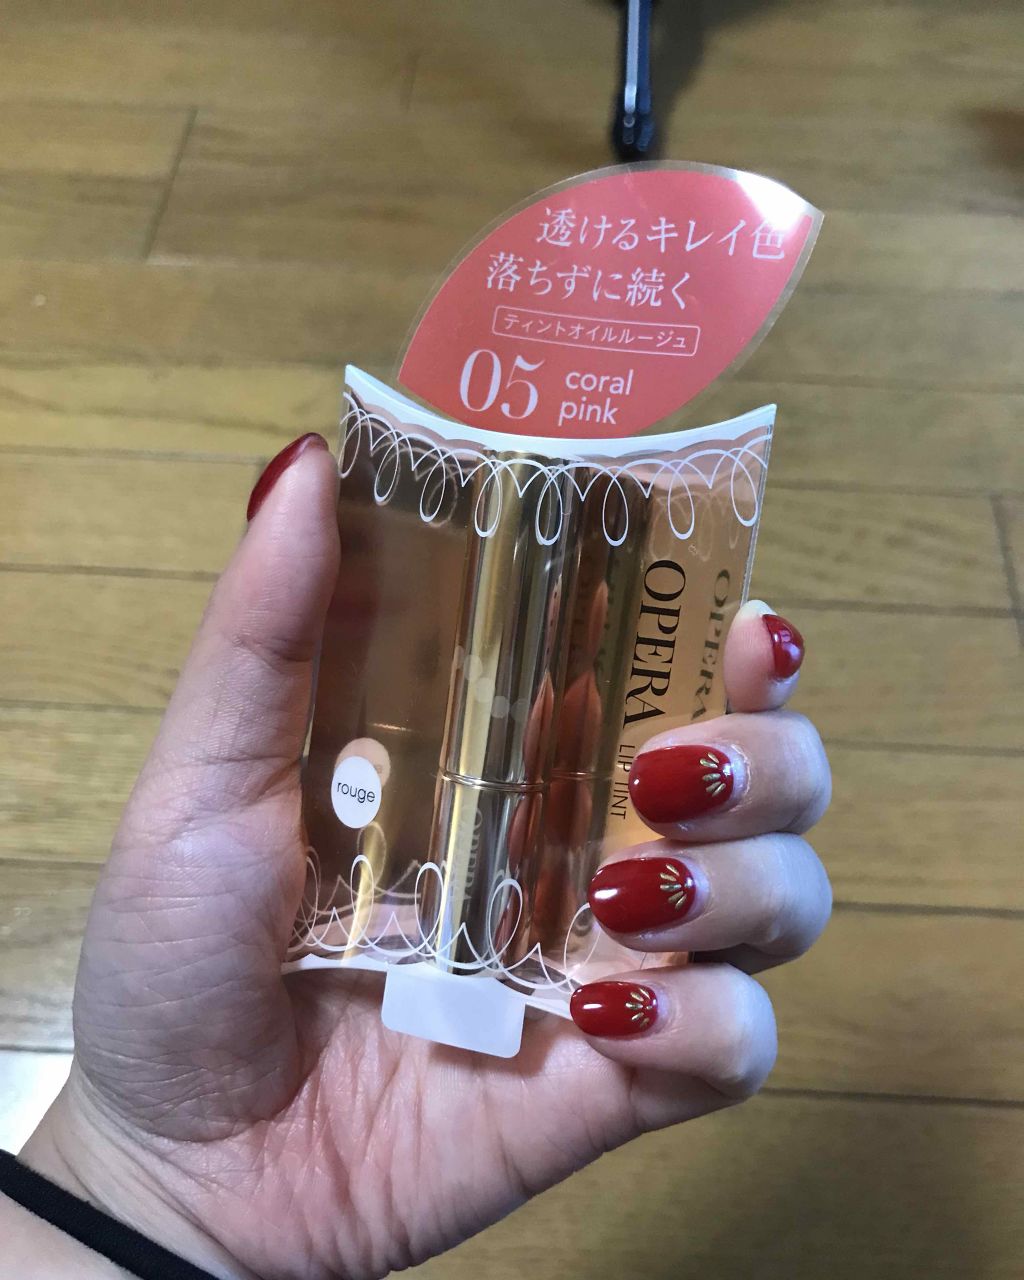 透けるキレイ色
落ちずに続く
ティントオイルルージュ
05 coral
pink
OPERA LIP TINT
OPERA
rouge
OPERA